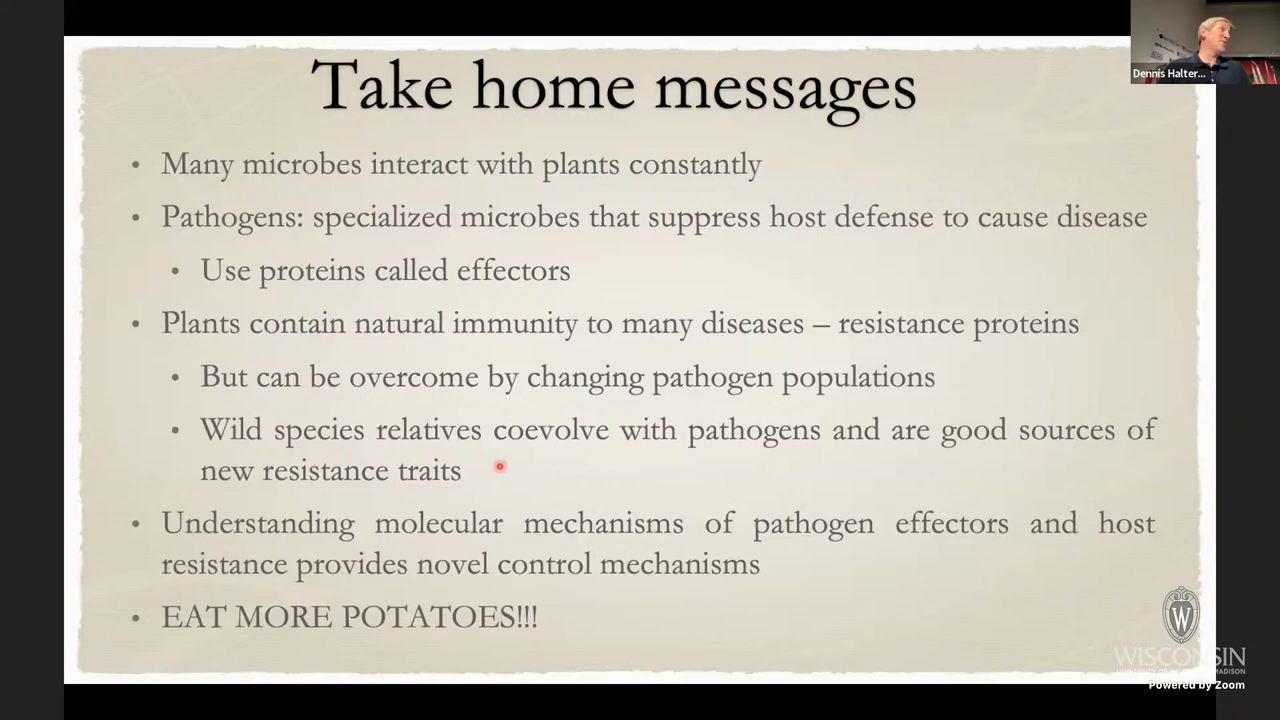 Take home messages
Dennis Halter...
• Many microbes interact with plants constantly
• Pathogens: specialized microbes that suppress host defense to cause disease
• Use proteins called effectors
• Plants contain natural immunity to many diseases – resistance proteins
• But can be overcome by changing pathogen populations
• Wild species relatives coevolve with pathogens and are good sources of
new resistance traits
• Understanding molecular mechanisms of pathogen effectors and host
resistance provides novel control mechanisms
• EAT MORE POTATOES!!!
W
WISCONSIN
Powered by Zoom